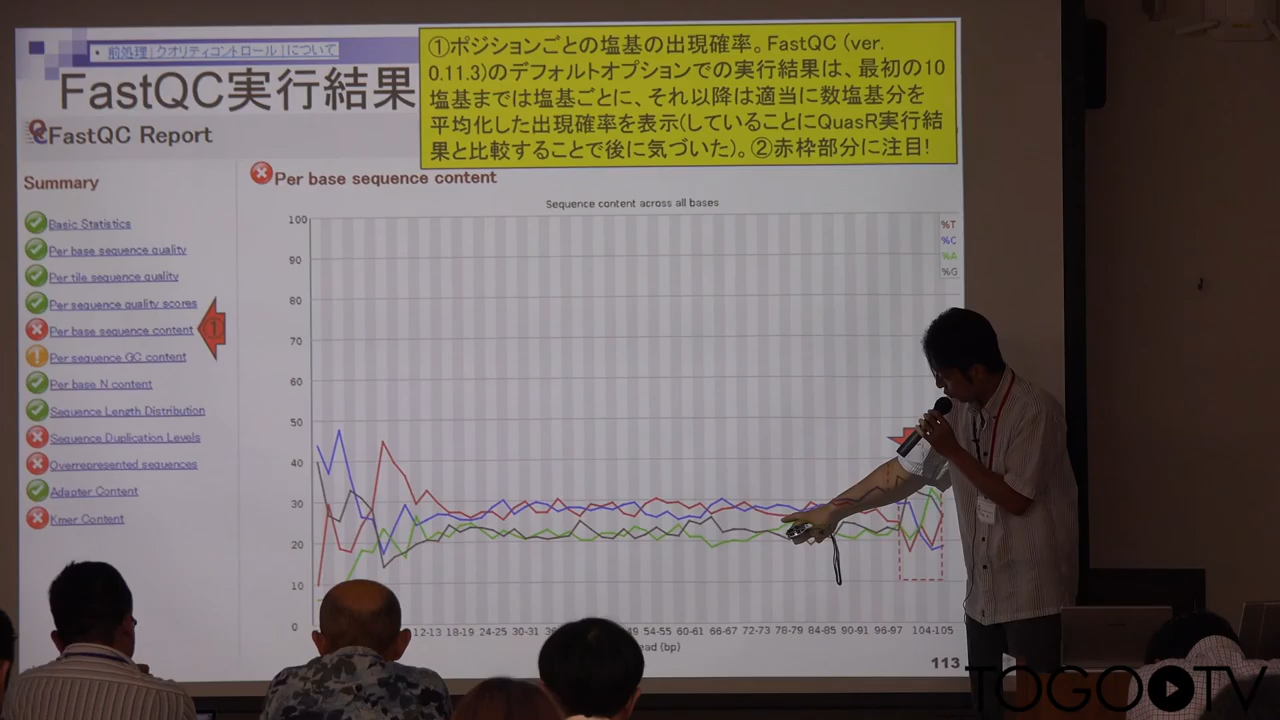 • 前処理 | クオリティコントロール | について
FastQC実行結果
①ポジションごとの塩基の出現確率。FastQC (ver.
0.11.3)のデフォルトオプションでの実行結果は、最初の10
塩基までは塩基ごとに、それ以降は適当に数塩基分を
平均化した出現確率を表示(していることにQuasR実行結
果と比較することで後に気づいた)。②赤枠部分に注目!
FastQC Report
Summary
Basic Statistics
Per base sequence quality
Per tile sequence quality
Per sequence quality scores
Per base sequence content
①
Per sequence GC content
Per base N content
Sequence Length Distribution
Sequence Duplication Levels
Overrepresented sequences
Adapter Content
Kmer Content
Per base sequence content
Sequence content across all bases
%T
%C
%A
%G
100
90
80
70
60
50
40
30
20
10
0
12-13 18-19 24-25 30-31 49 54-55 60-61 66-67 72-73 78-79 84-85 90-91 96-97 104-105
ead (bp)
113
TOGO TV